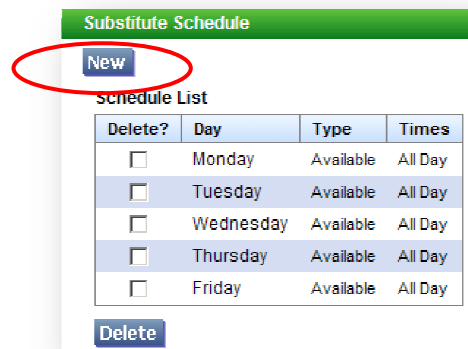 Substitute Schedule
New
Schedule List
Delete? Day Type Times
Monday Available All Day
Tuesday Available All Day
Wednesday Available All Day
Thursday Available All Day
Friday Available All Day
Delete